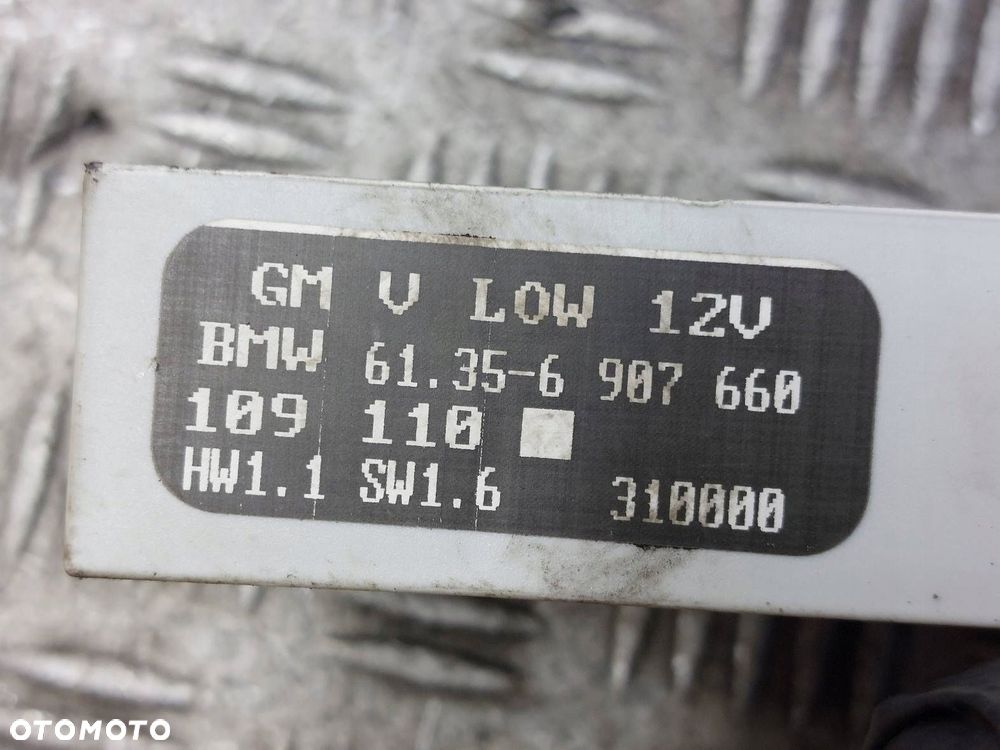 GM V LOW 12V
BMW 61.35-6 907 660
109 110
HW1.1 SW1.6 310000
OTOMOTO